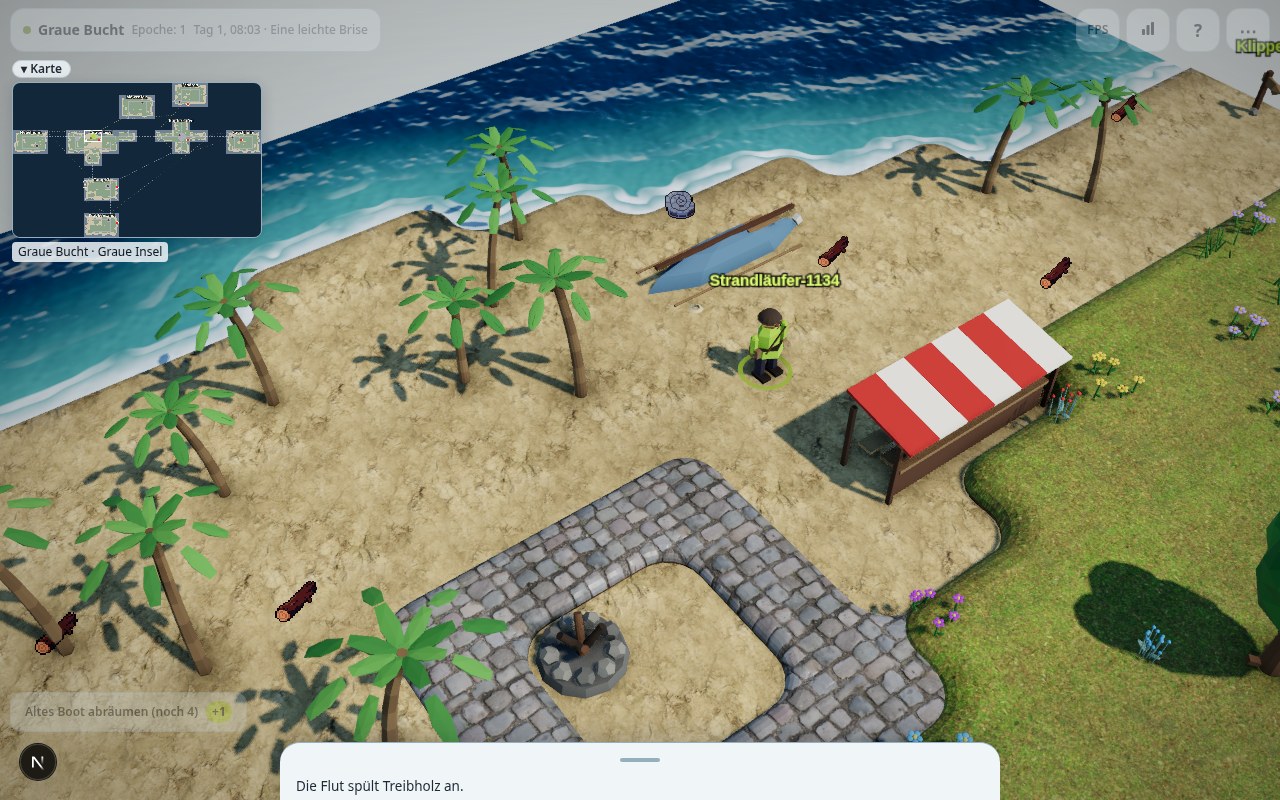 Graue Bucht Epoche: 1 Tag 1, 08:03 · Eine leichte Brise
FPS
?
...
▾ Karte
Klippe
Graue Bucht · Graue Insel
Strandläufer-1134
Altes Boot abräumen (noch 4) +1
N
Die Flut spült Treibholz an.